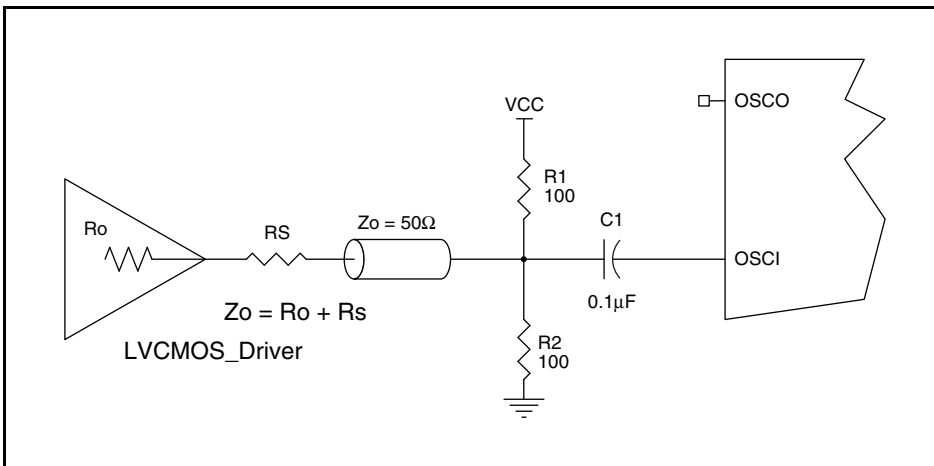 VCC
OSCO
R1
100
Ro
RS
Zo = 50Ω
C1
OSCI
0.1μF
Zo = Ro + Rs
LVCMOS_Driver
R2
100